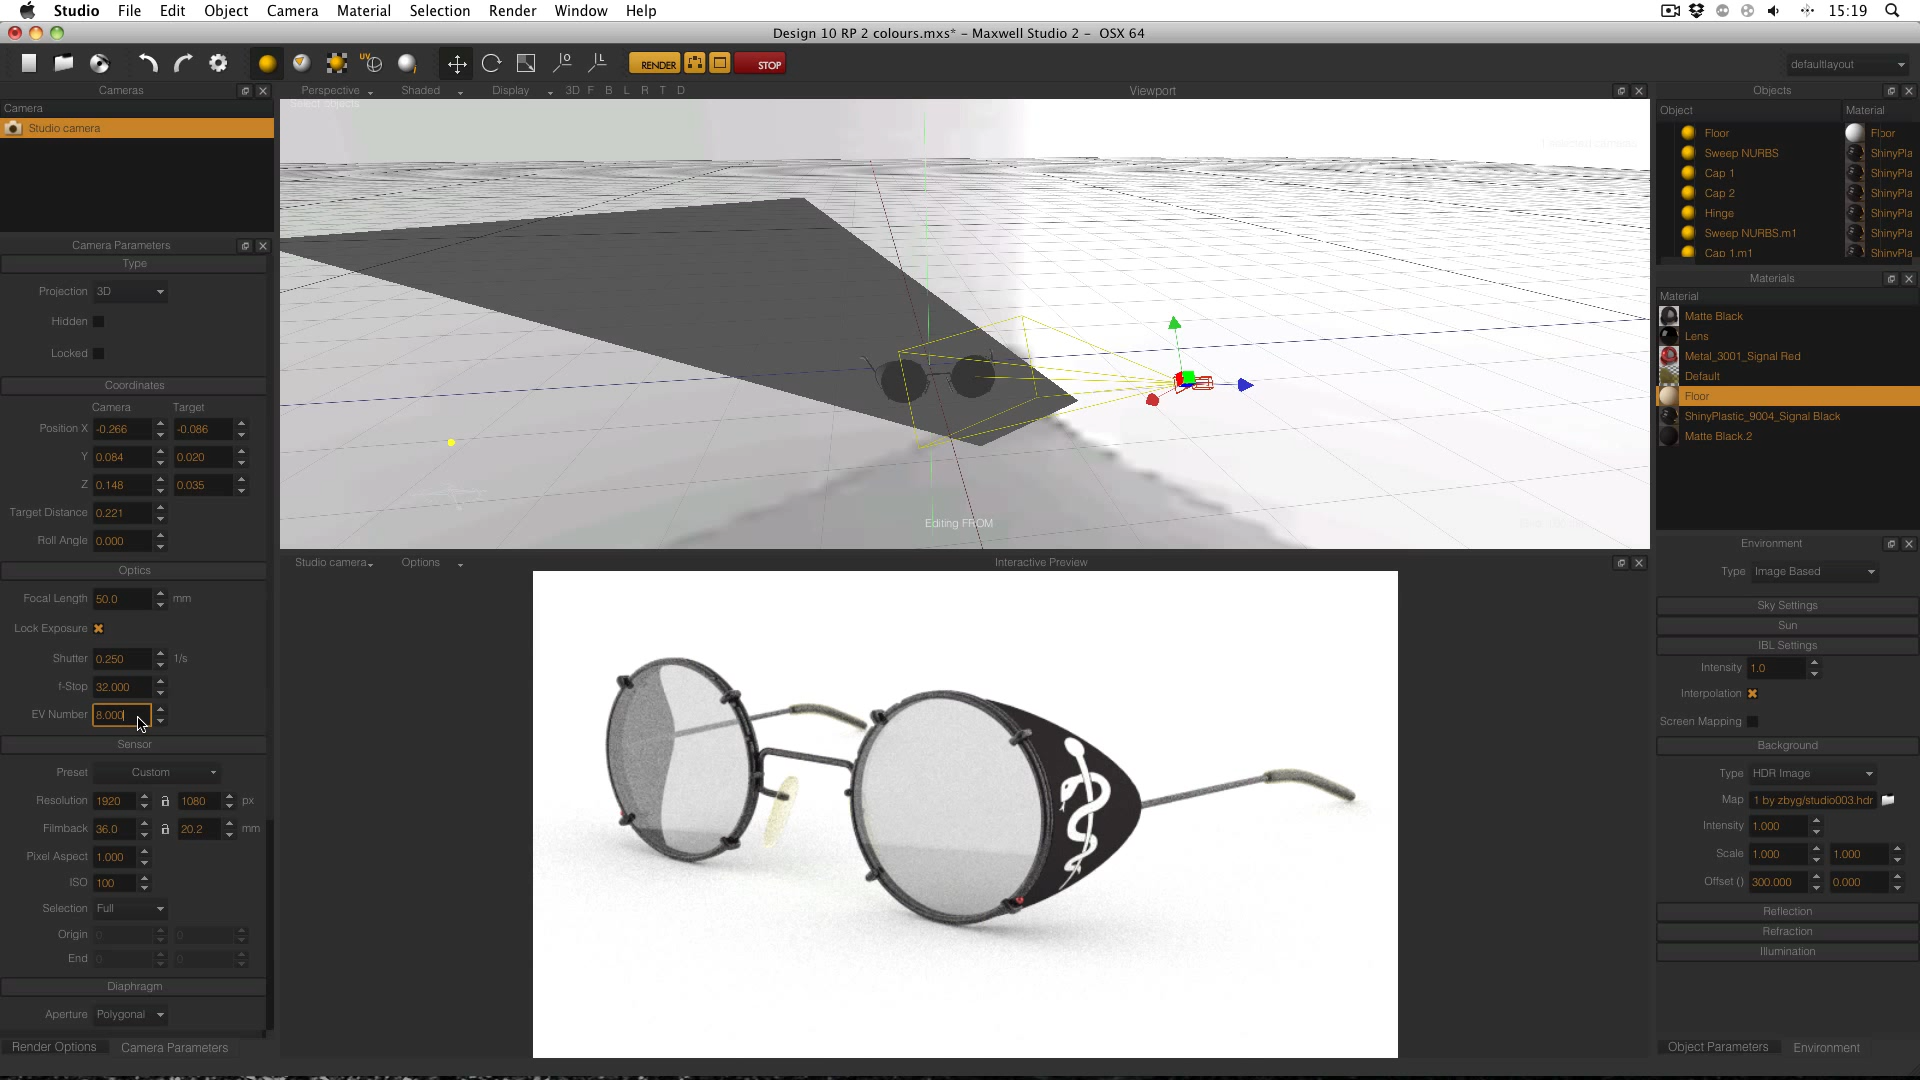 Studio File Edit Object Camera Material Selection Render Window Help 15:19
Design 10 RP 2 colours.mxs* - Maxwell Studio 2 - OSX 64
UV RENDER STOP defaultlayout
Cameras
Camera
Studio camera
Camera Parameters
Type
Projection 3D
Hidden
Locked
Coordinates
Camera Target
Position X -0.266 -0.086
Y 0.084 0.020
Z 0.148 0.035
Target Distance 0.221
Roll Angle 0.000
Optics
Focal Length 50.0 mm
Lock Exposure
Shutter 0.250 1/s
f-Stop 32.000
EV Number 8.000
Sensor
Preset Custom
Resolution 1920 1080 px
Filmback 36.0 20.2 mm
Pixel Aspect 1.000
ISO 100
Selection Full
Origin 0 0
End 0 0
Diaphragm
Aperture Polygonal
Render Options Camera Parameters
Perspective Shaded Display 3D F B L R T D Viewport
Select objects
Editing FROM
Studio camera Options Interactive Preview
Objects
Object Material
Floor Floor
Sweep NURBS ShinyPla
Cap 1 ShinyPla
Cap 2 ShinyPla
Hinge ShinyPla
Sweep NURBS.m1 ShinyPla
Cap 1.m1 ShinyPla
Materials
Material
Matte Black
Lens
Metal_3001_Signal Red
Default
Floor
ShinyPlastic_9004_Signal Black
Matte Black.2
Environment
Type Image Based
Sky Settings
Sun
IBL Settings
Intensity 1.0
Interpolation
Screen Mapping
Background
Type HDR Image
Map 1 by zbyg/studio003.hdr
Intensity 1.000
Scale 1.000 1.000
Offset () 300.000 0.000
Reflection
Refraction
Illumination
Object Parameters Environment